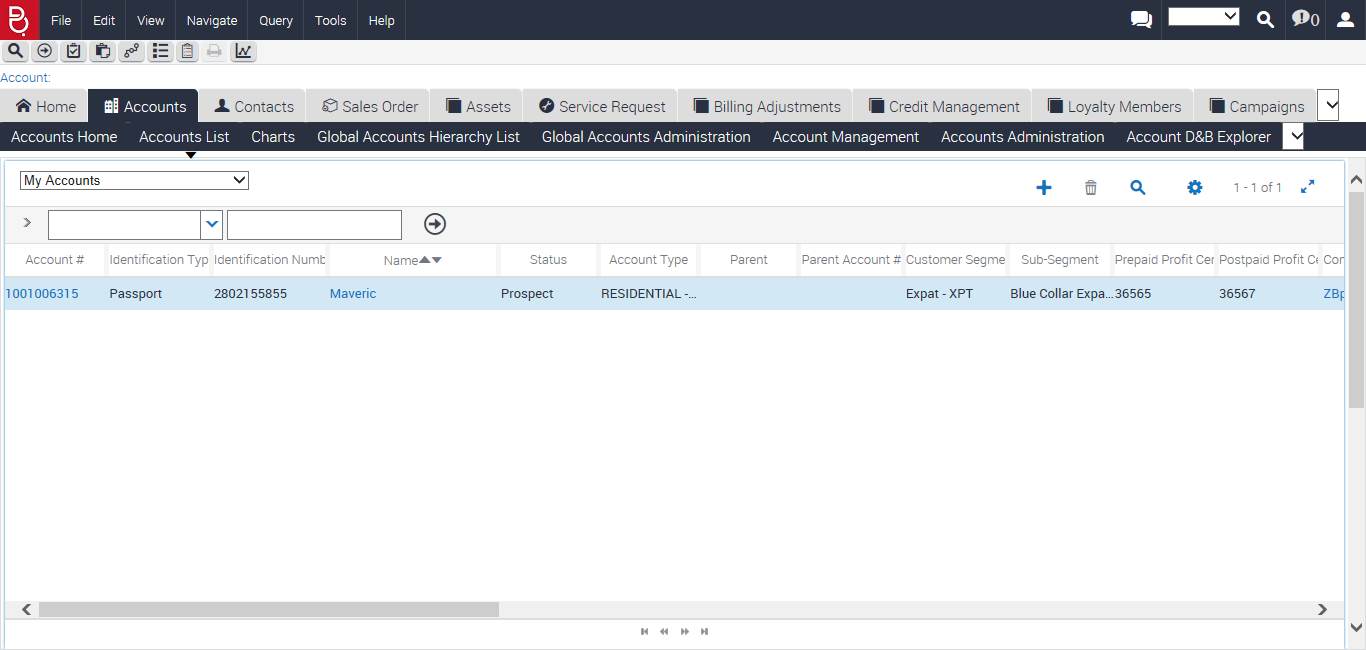 File Edit View Navigate Query Tools Help 0
Account:
Home Accounts Contacts Sales Order Assets Service Request Billing Adjustments Credit Management Loyalty Members Campaigns
Accounts Home Accounts List Charts Global Accounts Hierarchy List Global Accounts Administration Account Management Accounts Administration Account D&B Explorer
My Accounts
1 - 1 of 1
Account # Identification Typ Identification Numb Name Status Account Type Parent Parent Account # Customer Segme Sub-Segment Prepaid Profit Cer Postpaid Profit Ce Con
1001006315 Passport 2802155855 Maveric Prospect RESIDENTIAL -... Expat - XPT Blue Collar Expa... 36565 36567 ZBp